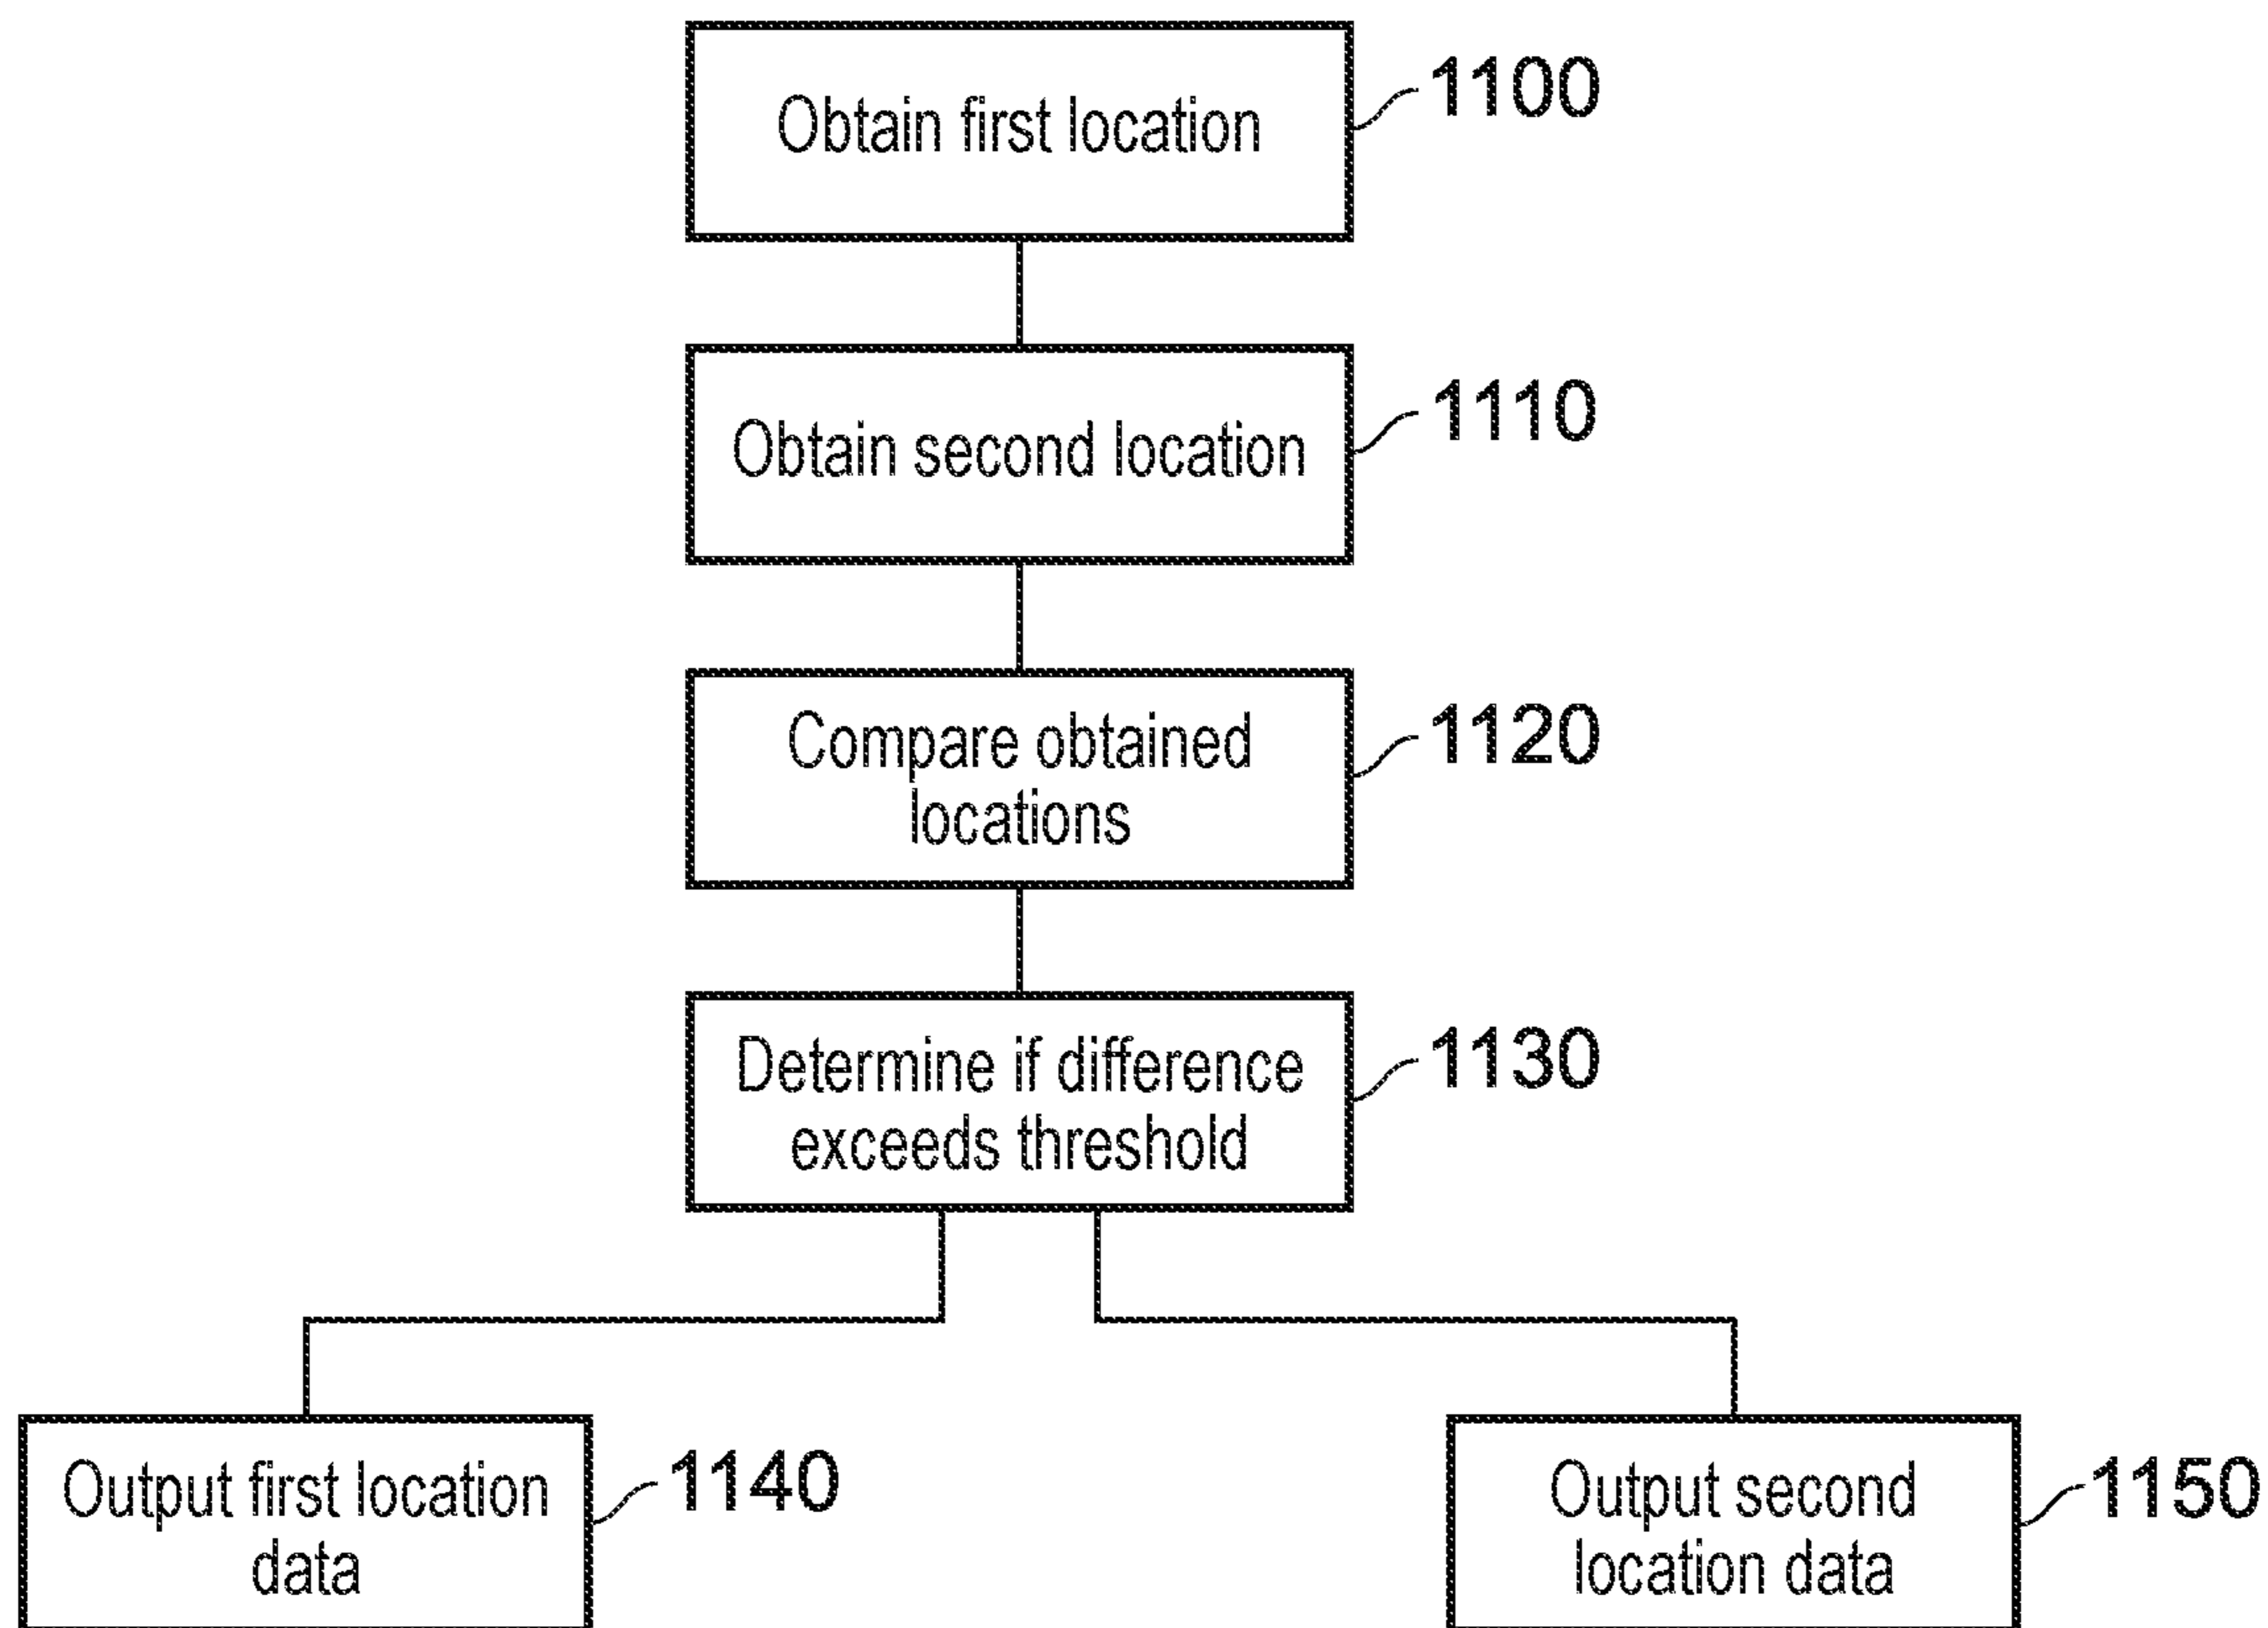 Obtain first location
1100
Obtain second location
1110
Compare obtained
locations
1120
Determine if difference
exceeds threshold
1130
Output first location
data
1140
Output second
location data
1150